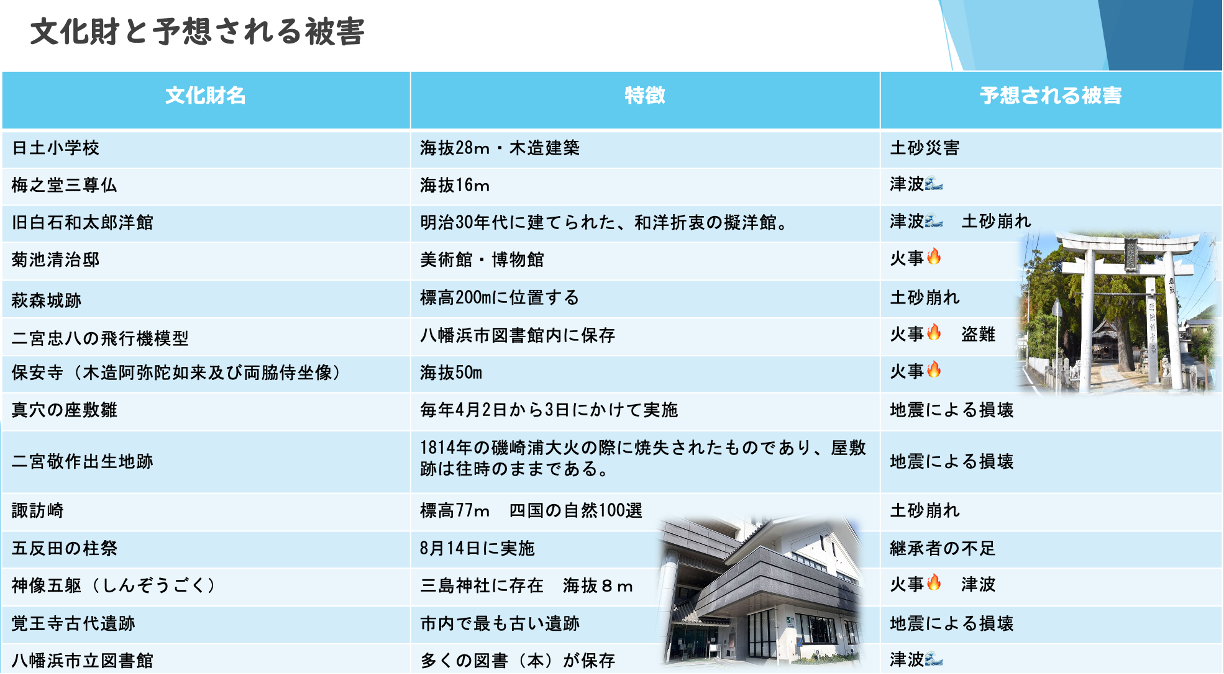 文化財と予想される被害
文化財名 特徴 予想される被害
日土小学校 海抜28m・木造建築 土砂災害
梅之堂三尊仏 海抜16m 津波🌊
旧白石和太郎洋館 明治30年代に建てられた、和洋折衷の擬洋館。 津波🌊 土砂崩れ
菊池清治邸 美術館・博物館 火事🔥
萩森城跡 標高200mに位置する 土砂崩れ
二宮忠八の飛行機模型 八幡浜市図書館内に保存 火事🔥 盗難
保安寺（木造阿弥陀如来及び両脇侍坐像） 海抜50m 火事🔥
真穴の座敷雛 毎年4月2日から3日にかけて実施 地震による損壊
二宮敬作出生地跡 1814年の磯崎浦大火の際に焼失されたものであり、屋敷
跡は往時のままである。 地震による損壊
諏訪崎 標高77m 四国の自然100選 土砂崩れ
五反田の柱祭 8月14日に実施 継承者の不足
神像五躯（しんぞうごく） 三島神社に存在 海抜８ｍ 火事🔥 津波
覚王寺古代遺跡 市内で最も古い遺跡 地震による損壊
八幡浜市立図書館 多くの図書（本）が保存 津波🌊